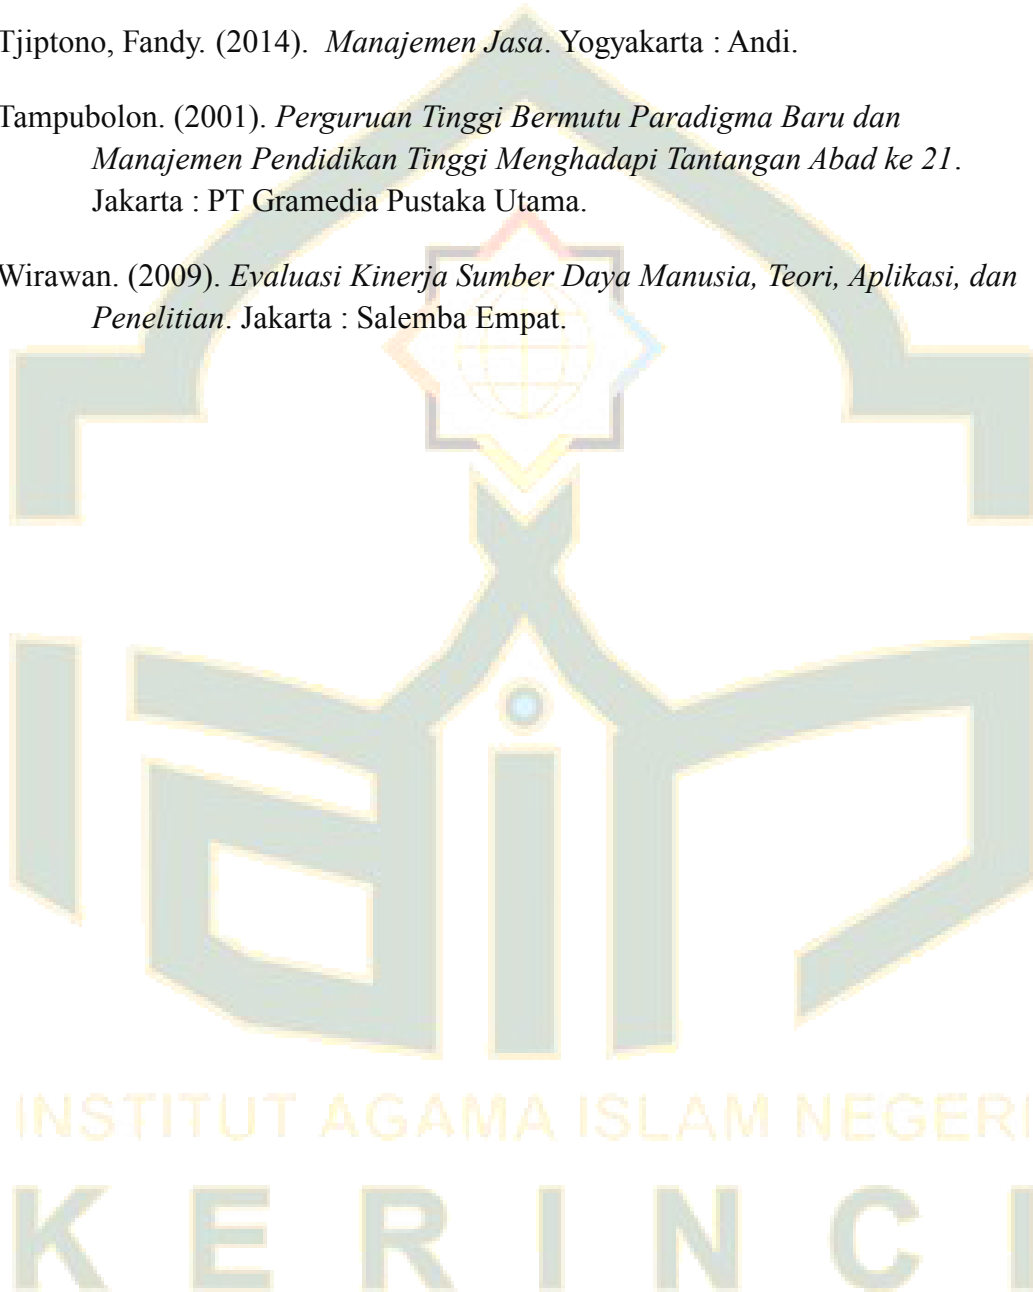 Tjiptono, Fandy. (2014).  Manajemen Jasa. Yogyakarta : Andi.
Tampubolon. (2001). Perguruan Tinggi Bermutu Paradigma Baru dan
Manajemen Pendidikan Tinggi Menghadapi Tantangan Abad ke 21.
Jakarta : PT Gramedia Pustaka Utama.
Wirawan. (2009). Evaluasi Kinerja Sumber Daya Manusia, Teori, Aplikasi, dan
Penelitian. Jakarta : Salemba Empat.
iain
INSTITUT AGAMA ISLAM NEGERI
KERINCI